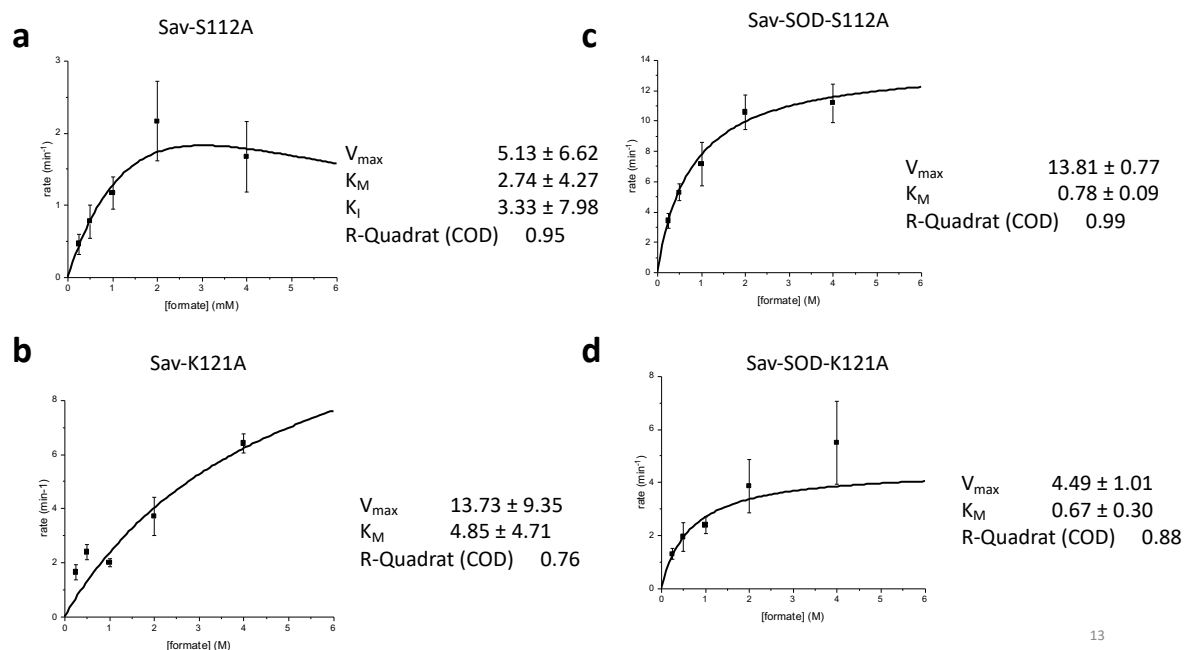 a
Sav-S112A
3
2
1
0
rate (min-1)
0 1 2 3 4 5 6
[formate] (mM)
Vmax 5.13 ± 6.62
KM 2.74 ± 4.27
KI 3.33 ± 7.98
R-Quadrat (COD) 0.95
b
Sav-K121A
8
6
4
2
0
rate (min-1)
0 1 2 3 4 5 6
[formate] (M)
Vmax 13.73 ± 9.35
KM 4.85 ± 4.71
R-Quadrat (COD) 0.76
c
Sav-SOD-S112A
14
12
10
8
6
4
2
0
rate (min-1)
0 1 2 3 4 5 6
[formate] (M)
Vmax 13.81 ± 0.77
KM 0.78 ± 0.09
R-Quadrat (COD) 0.99
d
Sav-SOD-K121A
8
6
4
2
0
rate (min-1)
0 1 2 3 4 5 6
[formate] (M)
Vmax 4.49 ± 1.01
KM 0.67 ± 0.30
R-Quadrat (COD) 0.88
13